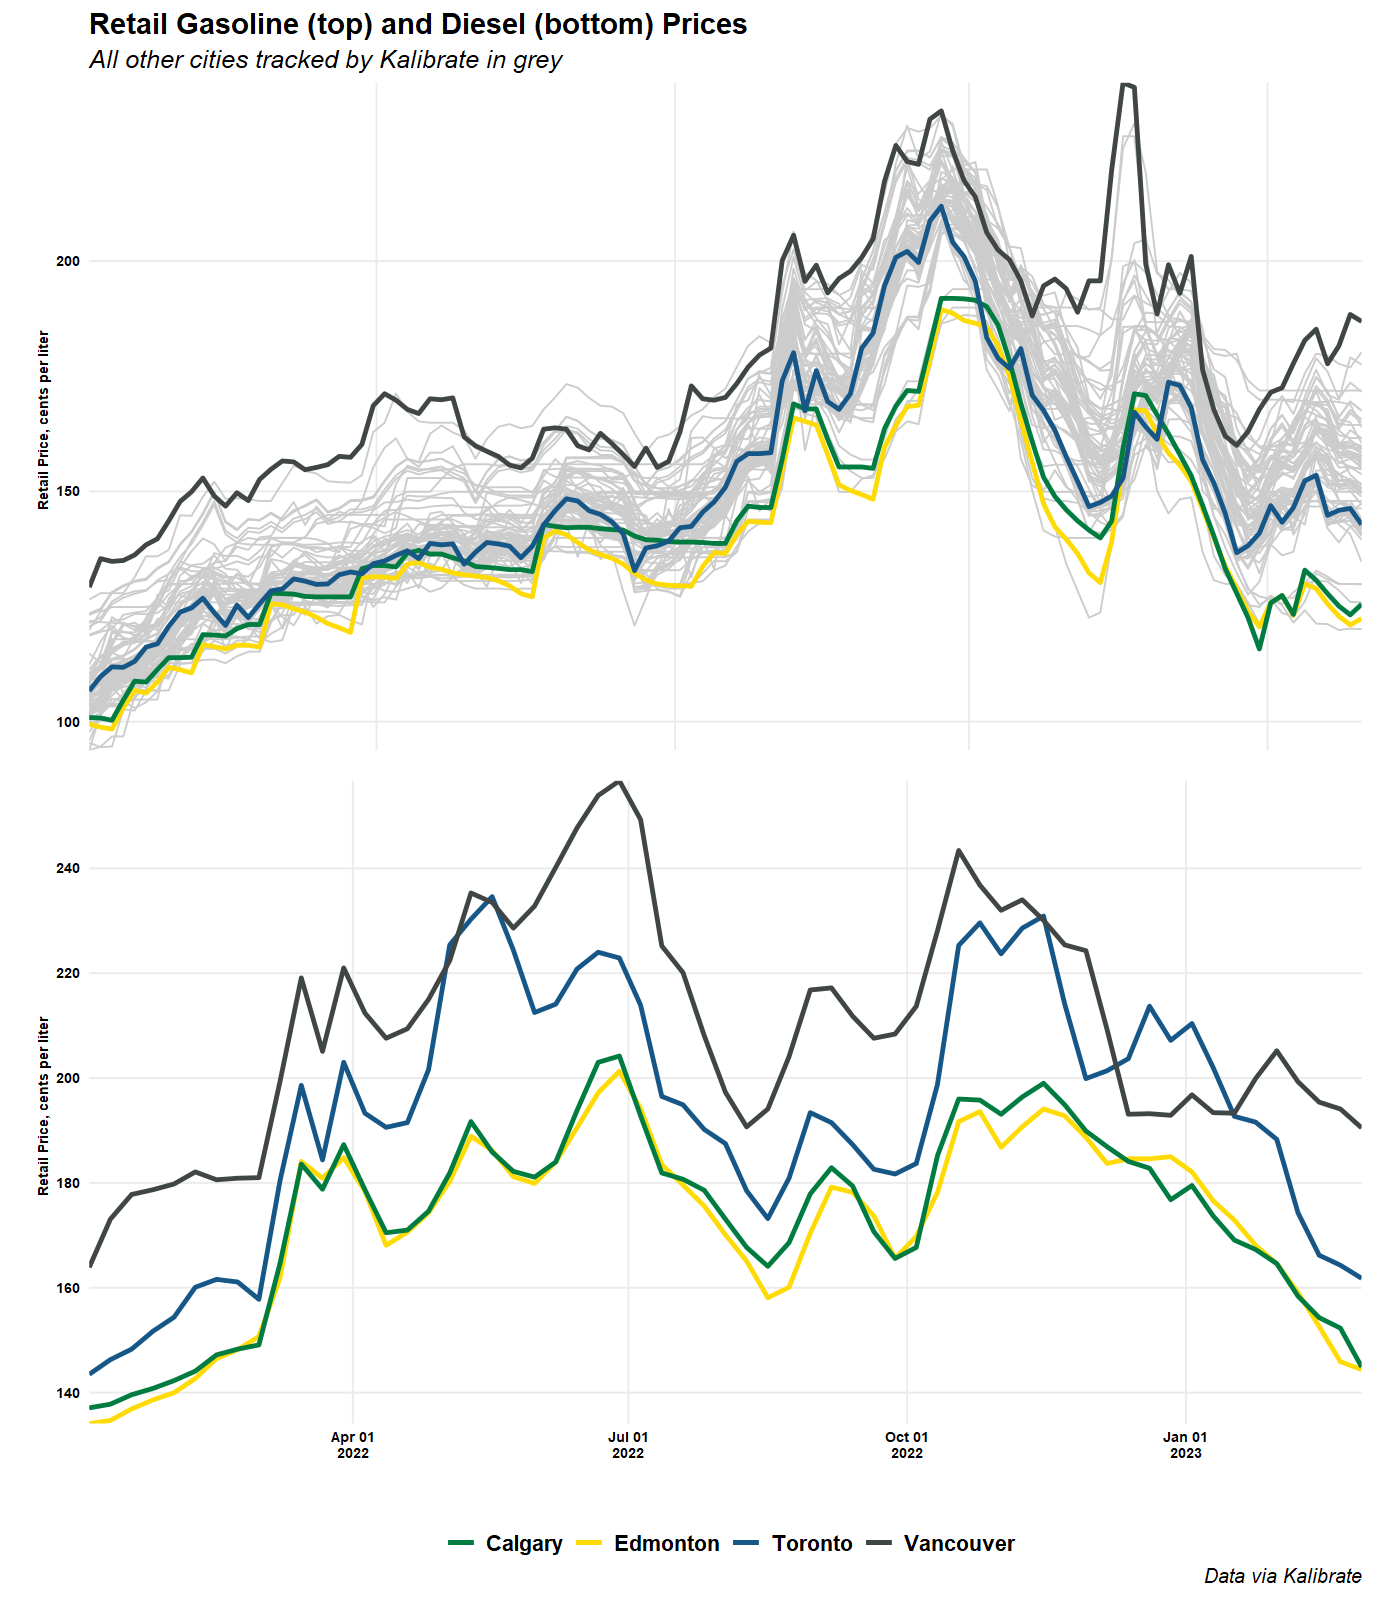 Retail Gasoline (top) and Diesel (bottom) Prices
All other cities tracked by Kalibrate in grey
Retail Price, cents per liter
200
150
100
Retail Price, cents per liter
240
220
200
180
160
140
Apr 01
2022
Jul 01
2022
Oct 01
2022
Jan 01
2023
Calgary Edmonton Toronto Vancouver
Data via Kalibrate